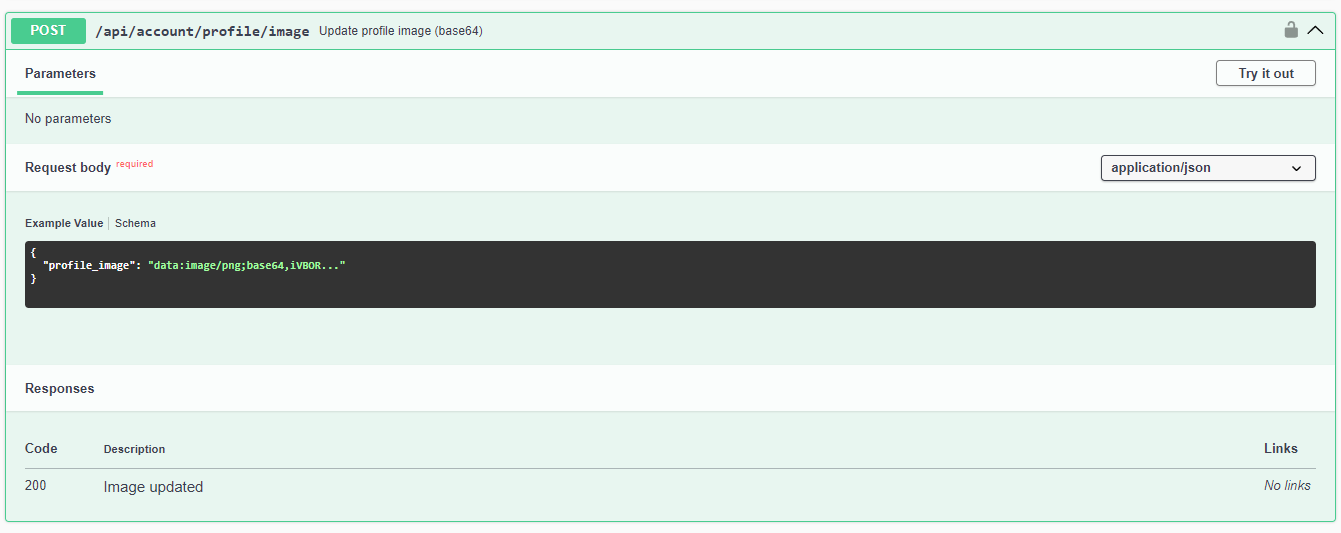 POST /api/account/profile/image Update profile image (base64)
Parameters Try it out
No parameters
Request body required application/json
Example Value Schema
{
"profile_image": "data:image/png;base64,iVBOR..."
}
Responses
Code Description Links
200 Image updated No links